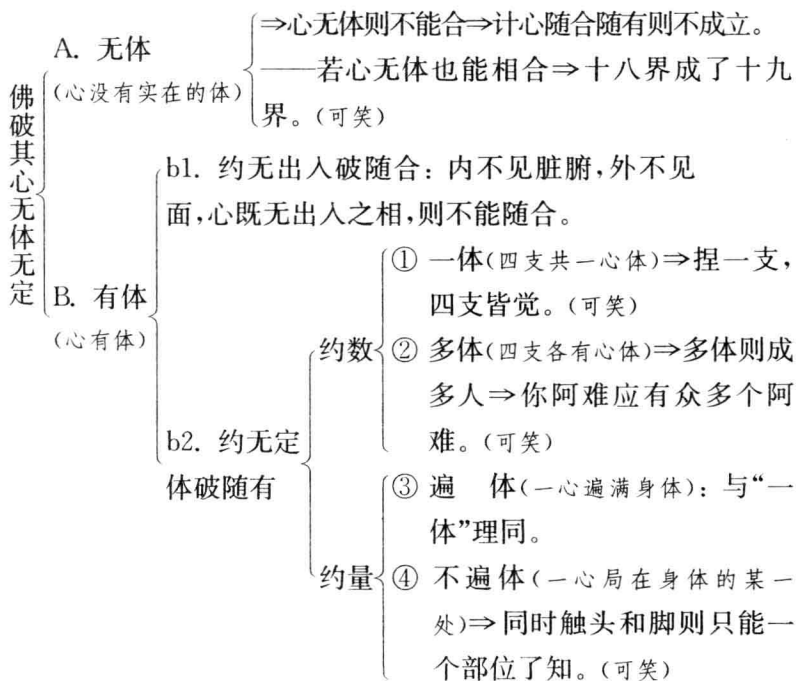 佛破其心无体无定
A. 无体
(心没有实在的体)
⇒心无体则不能合⇒计心随合随有则不成立。
——若心无体也能相合⇒十八界成了十九
界。(可笑)
B. 有体
(心有体)
b1. 约无出入破随合：内不见脏腑，外不见
面，心既无出入之相，则不能随合。
b2. 约无定
体破随有
约数
① 一体(四支共一心体)⇒捏一支，
四支皆觉。(可笑)
② 多体(四支各有心体)⇒多体则成
多人⇒你阿难应有众多个阿
难。(可笑)
约量
③ 遍　体(一心遍满身体)：与“一
体”理同。
④ 不遍体(一心局在身体的某一
处)⇒同时触头和脚则只能一
个部位了知。(可笑)